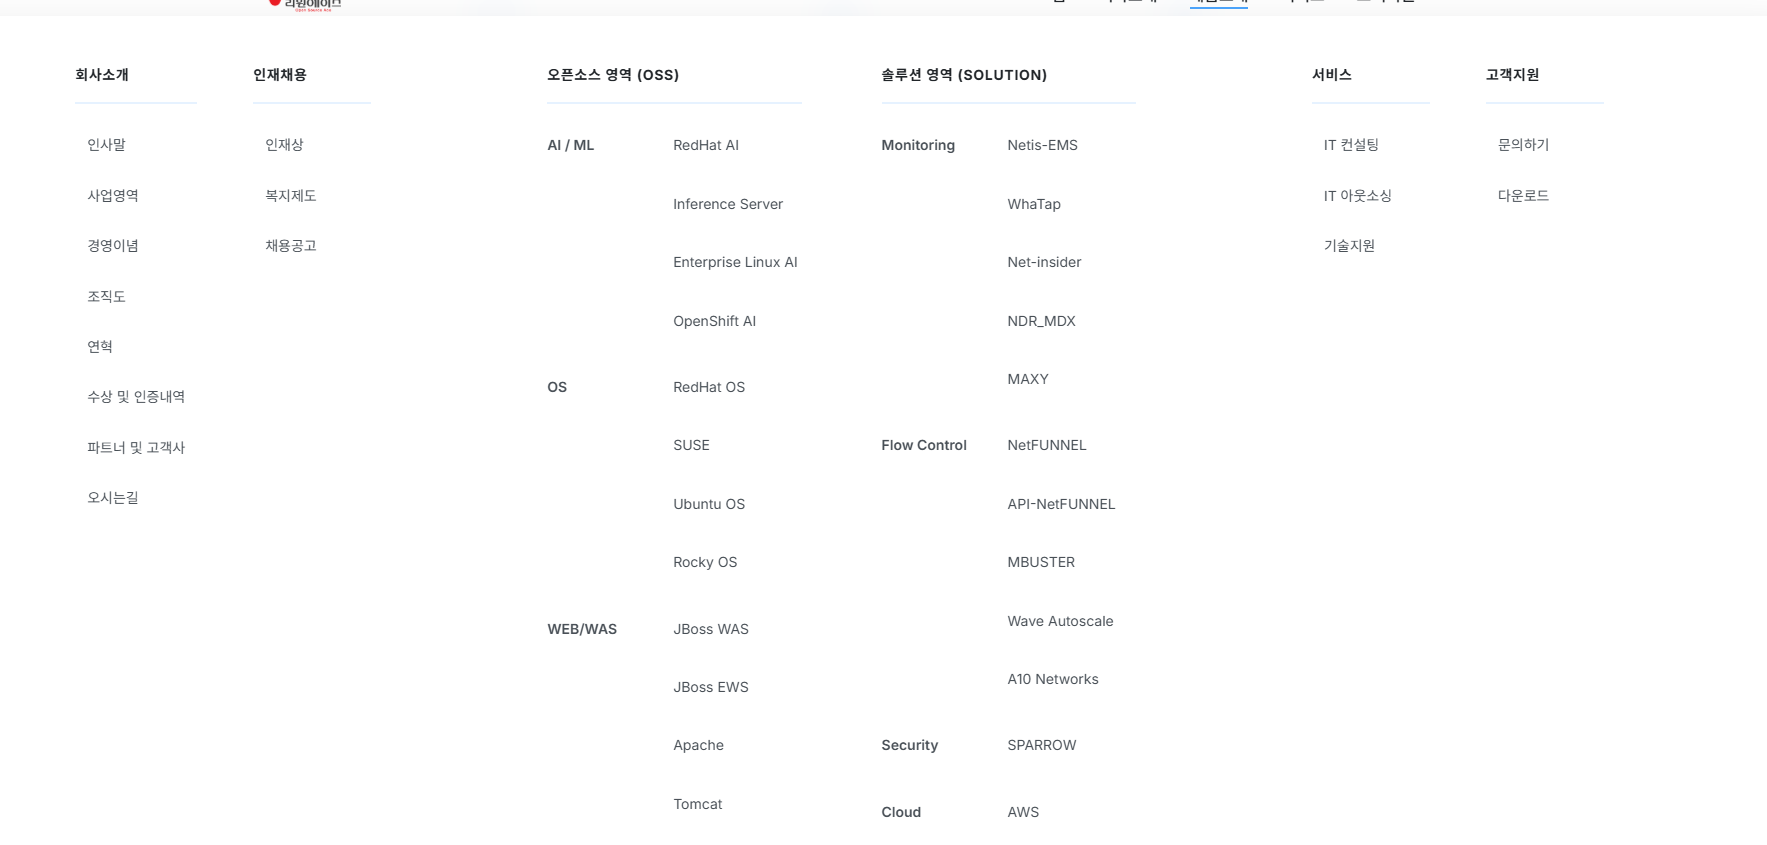 회사소개
인사말
사업영역
경영이념
조직도
연혁
수상 및 인증내역
파트너 및 고객사
오시는길
인재채용
인재상
복지제도
채용공고
오픈소스 영역 (OSS)
AI / ML
RedHat AI
Inference Server
Enterprise Linux AI
OpenShift AI
OS
RedHat OS
SUSE
Ubuntu OS
Rocky OS
WEB/WAS
JBoss WAS
JBoss EWS
Apache
Tomcat
솔루션 영역 (SOLUTION)
Monitoring
Netis-EMS
WhaTap
Net-insider
NDR_MDX
MAXY
Flow Control
NetFUNNEL
API-NetFUNNEL
MBUSTER
Wave Autoscale
A10 Networks
Security
SPARROW
Cloud
AWS
서비스
IT 컨설팅
IT 아웃소싱
기술지원
고객지원
문의하기
다운로드